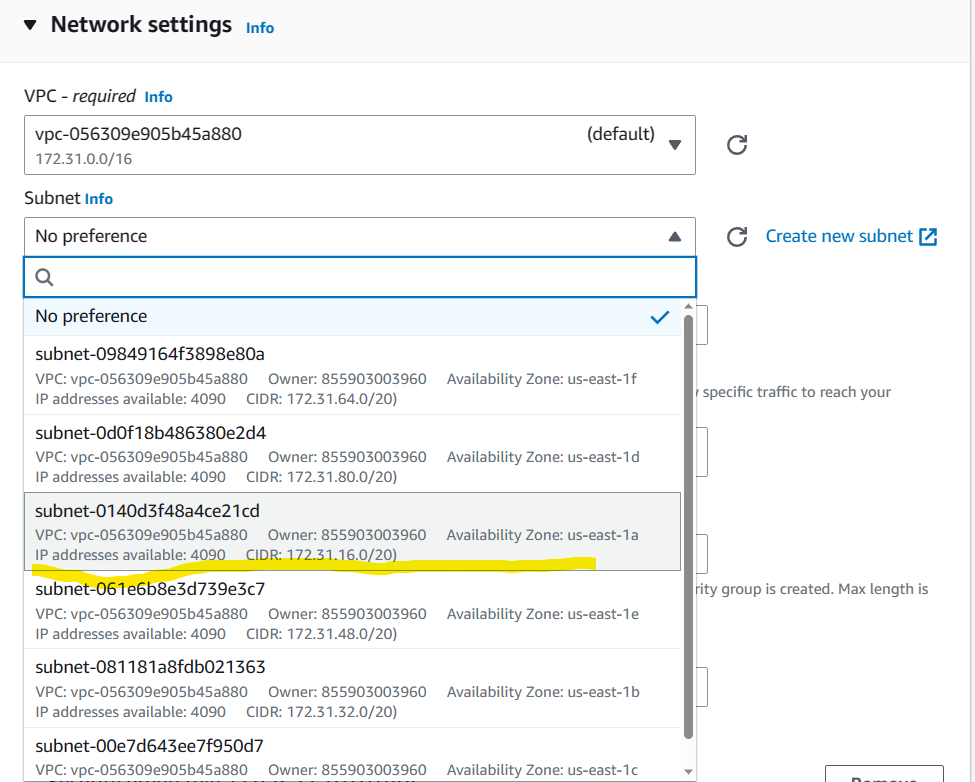 Network settings Info
VPC - required Info
vpc-056309e905b45a880 (default)
172.31.0.0/16
Subnet Info
No preference
Create new subnet
No preference
subnet-09849164f3898e80a
VPC: vpc-056309e905b45a880 Owner: 855903003960 Availability Zone: us-east-1f
IP addresses available: 4090 CIDR: 172.31.64.0/20)
specific traffic to reach your
subnet-0d0f18b486380e2d4
VPC: vpc-056309e905b45a880 Owner: 855903003960 Availability Zone: us-east-1d
IP addresses available: 4090 CIDR: 172.31.80.0/20)
subnet-0140d3f48a4ce21cd
VPC: vpc-056309e905b45a880 Owner: 855903003960 Availability Zone: us-east-1a
IP addresses available: 4090 CIDR: 172.31.16.0/20)
subnet-061e6b8e3d739e3c7
rity group is created. Max length is
VPC: vpc-056309e905b45a880 Owner: 855903003960 Availability Zone: us-east-1e
IP addresses available: 4090 CIDR: 172.31.48.0/20)
subnet-081181a8fdb021363
VPC: vpc-056309e905b45a880 Owner: 855903003960 Availability Zone: us-east-1b
IP addresses available: 4090 CIDR: 172.31.32.0/20)
subnet-00e7d643ee7f950d7
VPC: vpc-056309e905b45a880 Owner: 855903003960 Availability Zone: us-east-1c
Remove